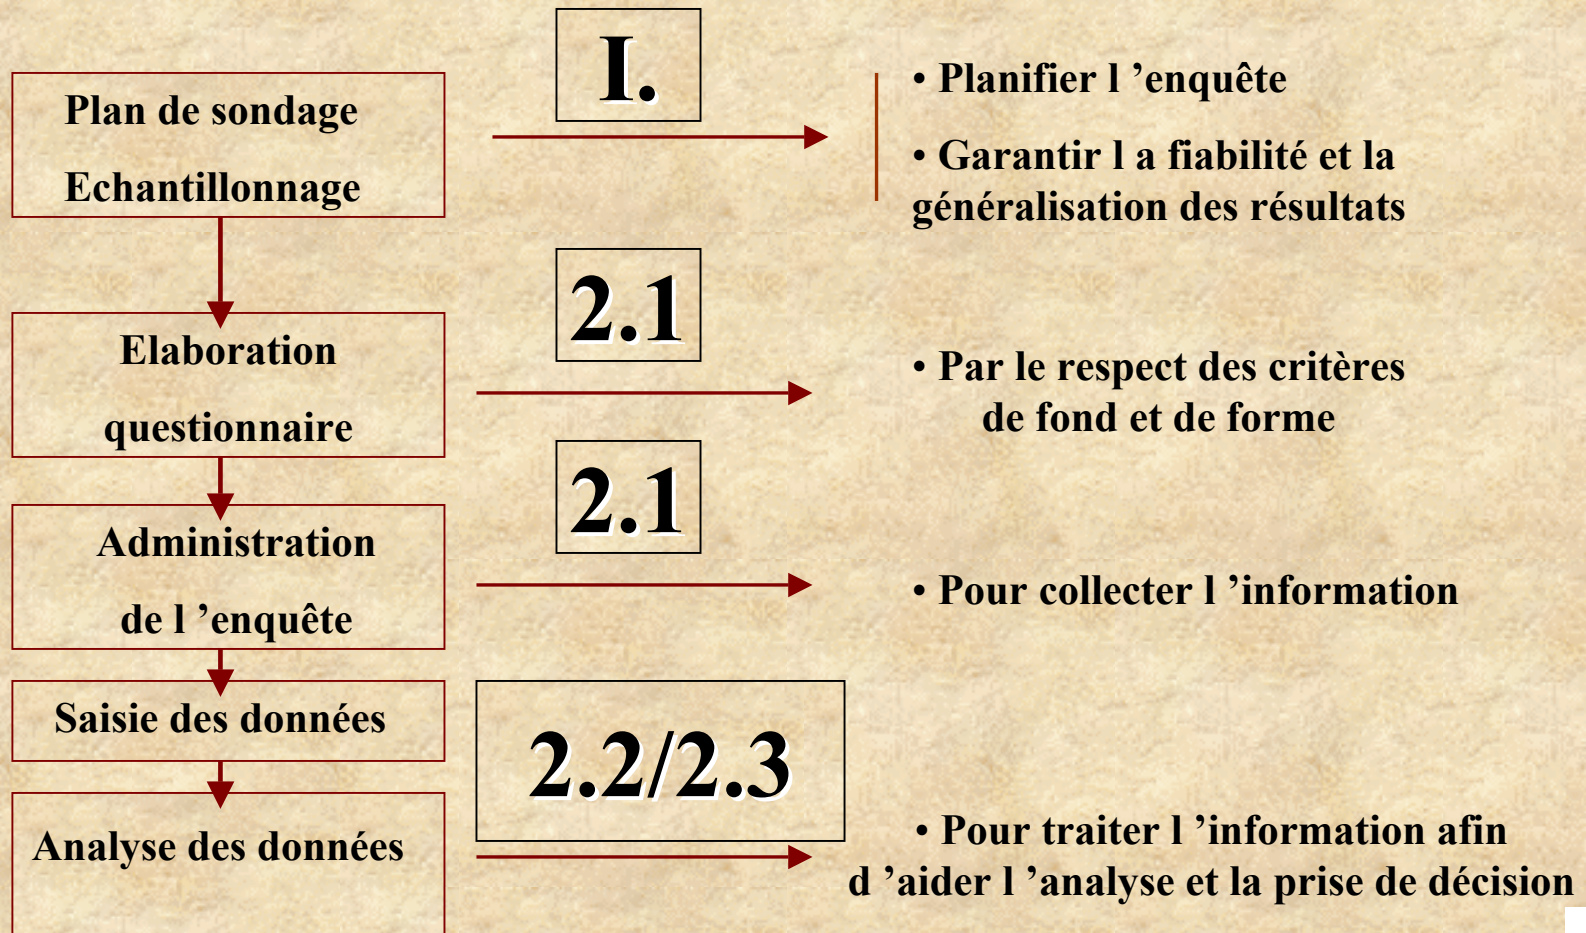 Plan de sondage
Echantillonnage
I.
• Planifier l ’enquête
• Garantir l a fiabilité et la
généralisation des résultats
Elaboration
questionnaire
2.1
• Par le respect des critères
de fond et de forme
Administration
de l ’enquête
2.1
• Pour collecter l ’information
Saisie des données
Analyse des données
2.2/2.3
• Pour traiter l ’information afin
d ’aider l ’analyse et la prise de décision